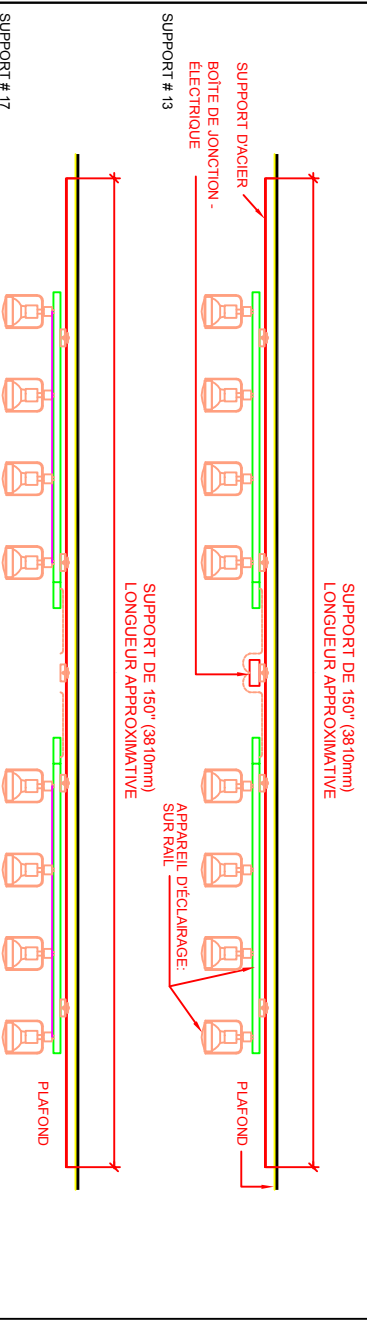 SUPPORT DE 150" (3810mm)
LONGUEUR APPROXIMATIVE
SUPPORT D'ACIER
BOÎTE DE JONCTION -
ÉLECTRIQUE
APPAREIL D'ÉCLAIRAGE:
SUR RAIL
PLAFOND
SUPPORT # 13
SUPPORT DE 150" (3810mm)
LONGUEUR APPROXIMATIVE
PLAFOND
SUPPORT # 17